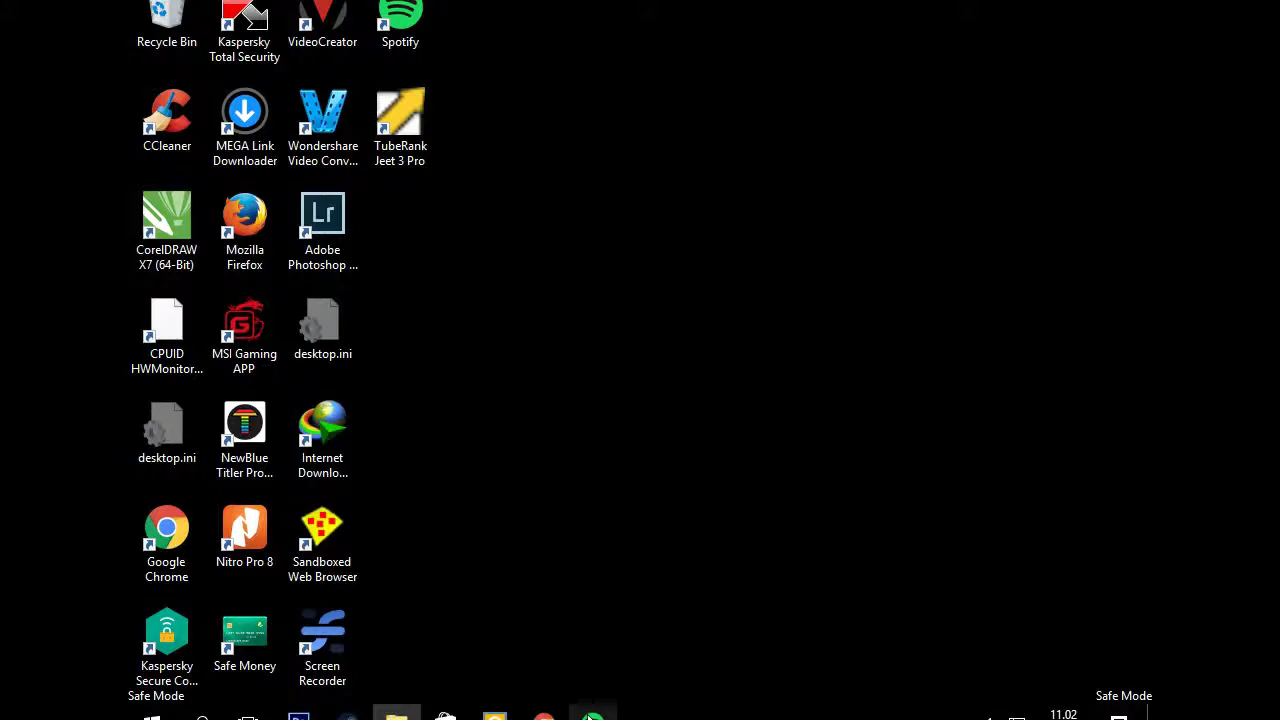 Recycle Bin
Kaspersky
Total Security
VideoCreator
Spotify
CCleaner
MEGA Link
Downloader
Wondershare
Video Conv...
TubeRank
Jeet 3 Pro
CorelDRAW
X7 (64-Bit)
Mozilla
Firefox
Lr
Adobe
Photoshop ...
CPUID
HWMonitor...
MSI Gaming
APP
desktop.ini
desktop.ini
NewBlue
Titler Pro...
Internet
Downlo...
Google
Chrome
Nitro Pro 8
Sandboxed
Web Browser
Kaspersky
Secure Co...
Safe Money
Screen
Recorder
Safe Mode
Safe Mode
11.02